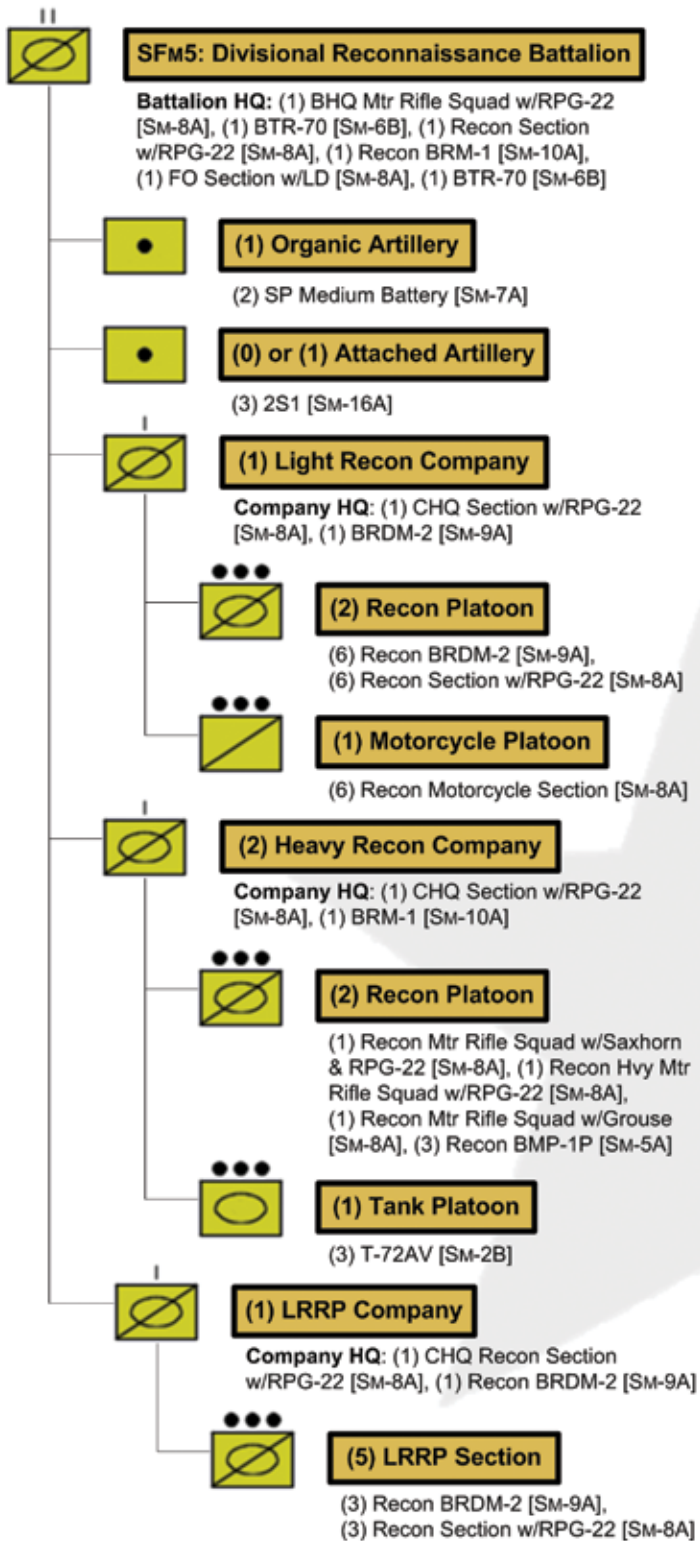 SFM5: Divisional Reconnaissance Battalion
Battalion HQ: (1) BHQ Mtr Rifle Squad w/RPG-22
[SM-8A], (1) BTR-70 [SM-6B], (1) Recon Section
w/RPG-22 [SM-8A], (1) Recon BRM-1 [SM-10A],
(1) FO Section w/LD [SM-8A], (1) BTR-70 [SM-6B]
(1) Organic Artillery
(2) SP Medium Battery [SM-7A]
(0) or (1) Attached Artillery
(3) 2S1 [SM-16A]
(1) Light Recon Company
Company HQ: (1) CHQ Section w/RPG-22
[SM-8A], (1) BRDM-2 [SM-9A]
(2) Recon Platoon
(6) Recon BRDM-2 [SM-9A],
(6) Recon Section w/RPG-22 [SM-8A]
(1) Motorcycle Platoon
(6) Recon Motorcycle Section [SM-8A]
(2) Heavy Recon Company
Company HQ: (1) CHQ Section w/RPG-22
[SM-8A], (1) BRM-1 [SM-10A]
(2) Recon Platoon
(1) Recon Mtr Rifle Squad w/Saxhorn
& RPG-22 [SM-8A], (1) Recon Hvy Mtr
Rifle Squad w/RPG-22 [SM-8A],
(1) Recon Mtr Rifle Squad w/Grouse
[SM-8A], (3) Recon BMP-1P [SM-5A]
(1) Tank Platoon
(3) T-72AV [SM-2B]
(1) LRRP Company
Company HQ: (1) CHQ Recon Section
w/RPG-22 [SM-8A], (1) Recon BRDM-2 [SM-9A]
(5) LRRP Section
(3) Recon BRDM-2 [SM-9A],
(3) Recon Section w/RPG-22 [SM-8A]